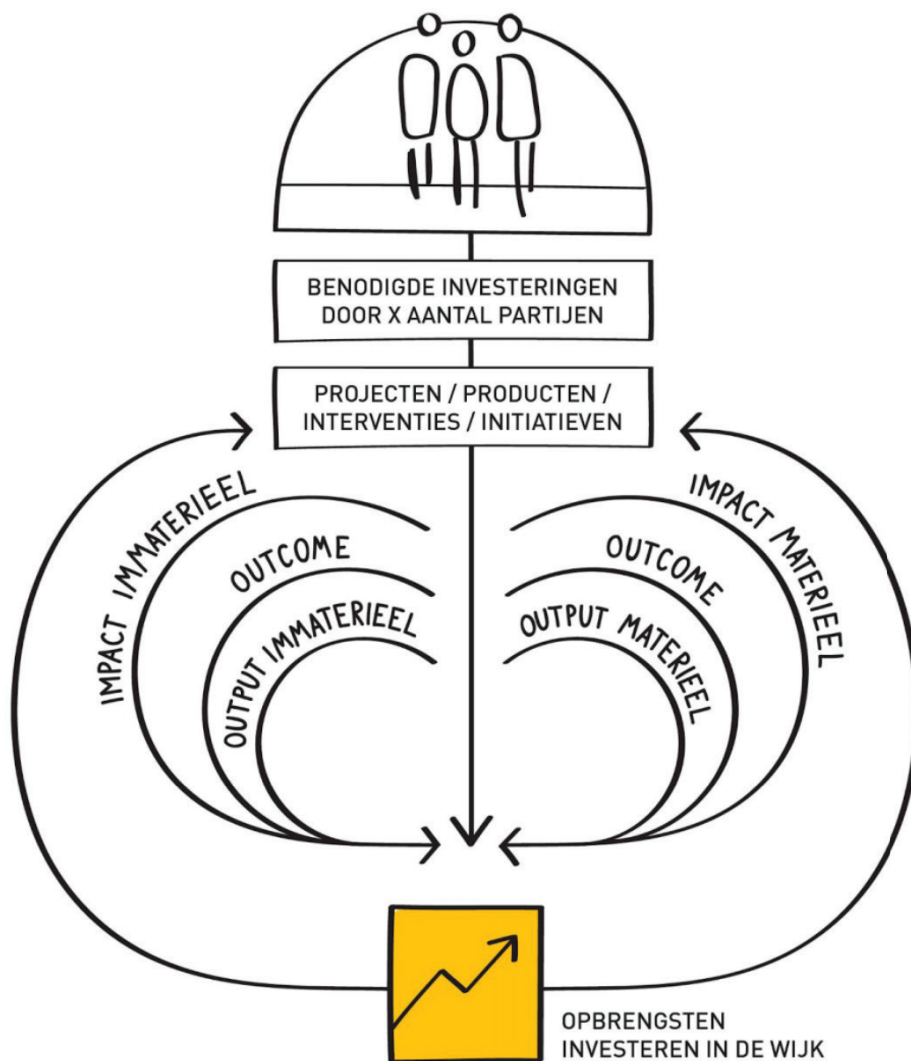 BENODIGDE INVESTERINGEN
DOOR X AANTAL PARTIJEN
PROJECTEN / PRODUCTEN /
INTERVENTIES / INITIATIEVEN
IMPACT IMMATERIEEL
OUTCOME
OUTPUT IMMATERIEEL
IMPACT MATERIEEL
OUTCOME
OUTPUT MATERIEEL
OPBRENGSTEN
INVESTEREN IN DE WIJK